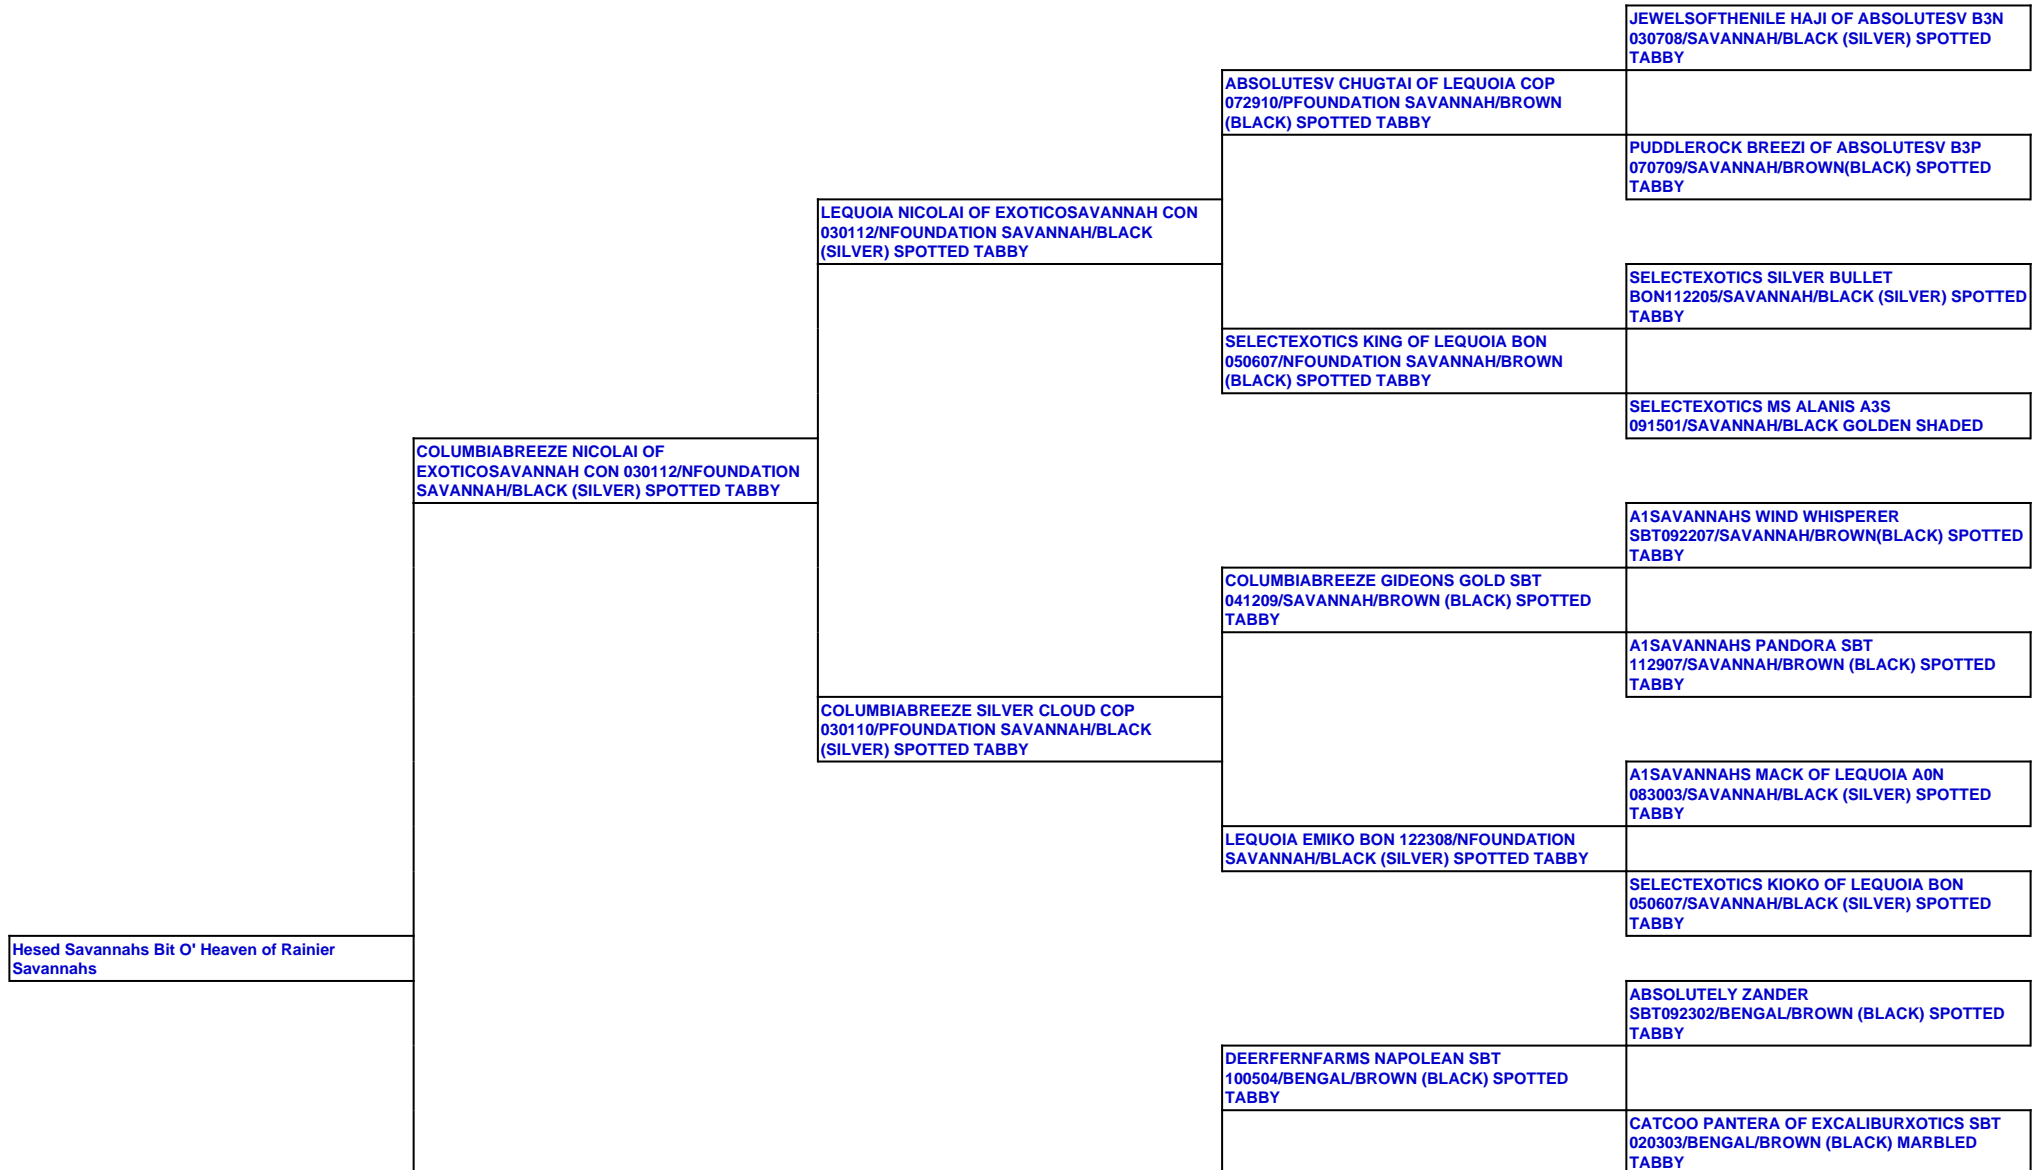 JEWELSOFTHENILE HAJI OF ABSOLUTESV B3N
030708/SAVANNAH/BLACK (SILVER) SPOTTED
TABBY
ABSOLUTESV CHUGTAI OF LEQUOIA COP
072910/PFOUNDATION SAVANNAH/BROWN
(BLACK) SPOTTED TABBY
PUDDLEROCK BREEZI OF ABSOLUTESV B3P
070709/SAVANNAH/BROWN(BLACK) SPOTTED
TABBY
LEQUOIA NICOLAI OF EXOTICOSAVANNAH CON
030112/NFOUNDATION SAVANNAH/BLACK
(SILVER) SPOTTED TABBY
SELECTEXOTICS SILVER BULLET
BON112205/SAVANNAH/BLACK (SILVER) SPOTTED
TABBY
SELECTEXOTICS KING OF LEQUOIA BON
050607/NFOUNDATION SAVANNAH/BROWN
(BLACK) SPOTTED TABBY
SELECTEXOTICS MS ALANIS A3S
091501/SAVANNAH/BLACK GOLDEN SHADED
COLUMBIABREEZE NICOLAI OF
EXOTICOSAVANNAH CON 030112/NFOUNDATION
SAVANNAH/BLACK (SILVER) SPOTTED TABBY
A1SAVANNAHS WIND WHISPERER
SBT092207/SAVANNAH/BROWN(BLACK) SPOTTED
TABBY
COLUMBIABREEZE GIDEONS GOLD SBT
041209/SAVANNAH/BROWN (BLACK) SPOTTED
TABBY
A1SAVANNAHS PANDORA SBT
112907/SAVANNAH/BROWN (BLACK) SPOTTED
TABBY
COLUMBIABREEZE SILVER CLOUD COP
030110/PFOUNDATION SAVANNAH/BLACK
(SILVER) SPOTTED TABBY
A1SAVANNAHS MACK OF LEQUOIA A0N
083003/SAVANNAH/BLACK (SILVER) SPOTTED
TABBY
LEQUOIA EMIKO BON 122308/NFOUNDATION
SAVANNAH/BLACK (SILVER) SPOTTED TABBY
SELECTEXOTICS KIOKO OF LEQUOIA BON
050607/SAVANNAH/BLACK (SILVER) SPOTTED
TABBY
Hesed Savannahs Bit O' Heaven of Rainier
Savannahs
ABSOLUTELY ZANDER
SBT092302/BENGAL/BROWN (BLACK) SPOTTED
TABBY
DEERFERNFARMS NAPOLEAN SBT
100504/BENGAL/BROWN (BLACK) SPOTTED
TABBY
CATCOO PANTERA OF EXCALIBURXOTICS SBT
020303/BENGAL/BROWN (BLACK) MARBLED
TABBY